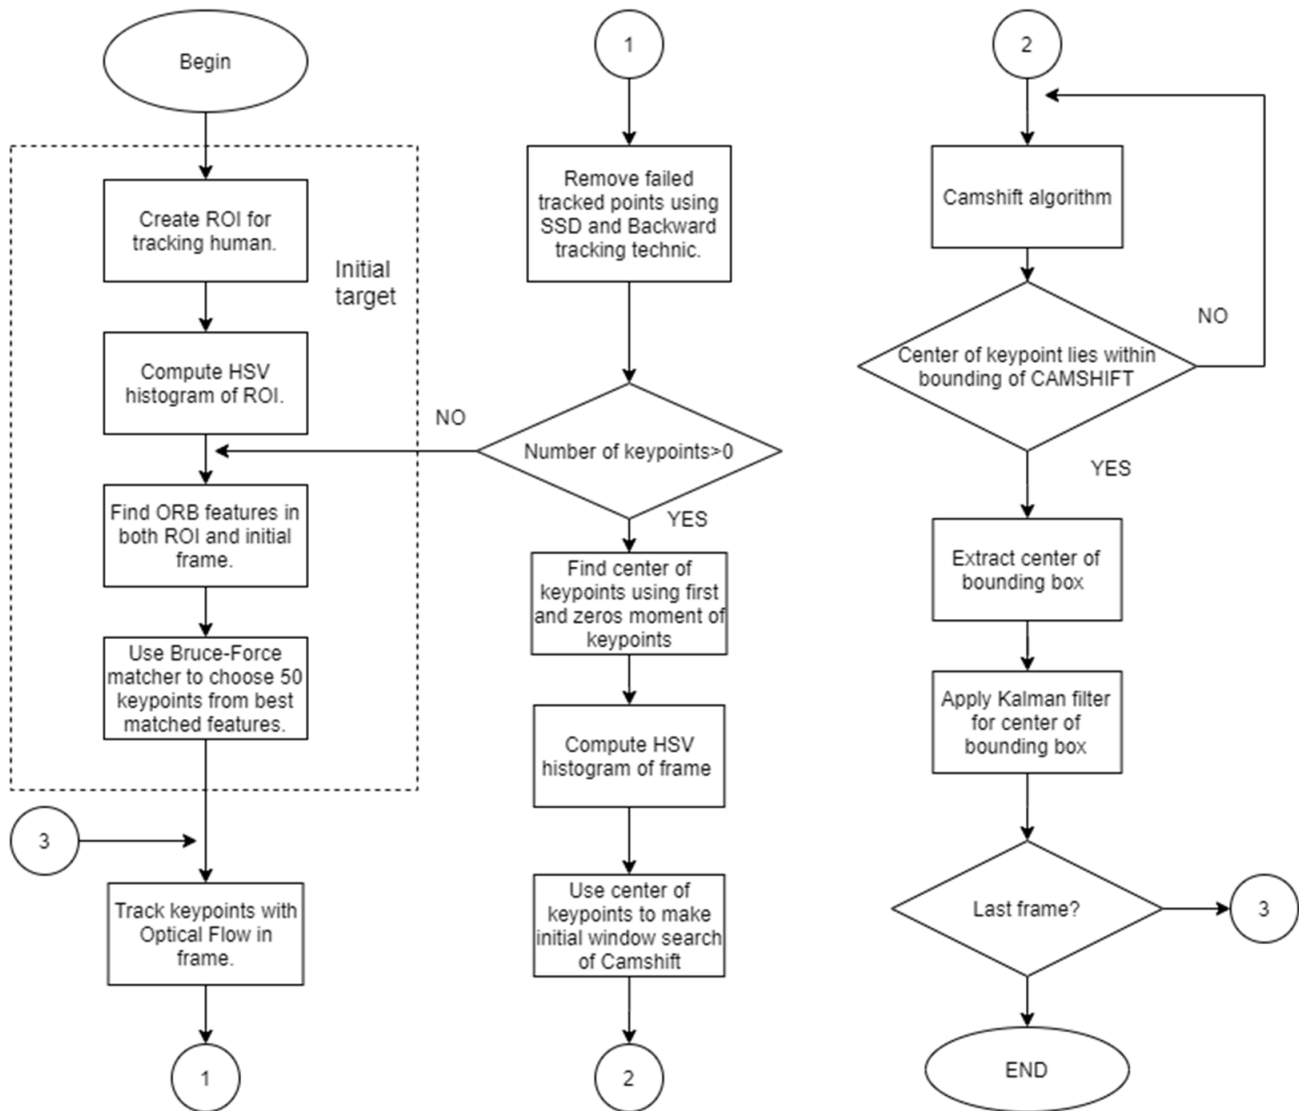 Begin
Create ROI for
tracking human.
Initial
target
Compute HSV
histogram of ROI.
Find ORB features in
both ROI and initial
frame.
Use Bruce-Force
matcher to choose 50
keypoints from best
matched features.
3
Track keypoints with
Optical Flow in
frame.
1
1
Remove failed
tracked points using
SSD and Backward
tracking technic.
NO
Number of keypoints>0
YES
Find center of
keypoints using first
and zeros moment of
keypoints
Compute HSV
histogram of frame
Use center of
keypoints to make
initial window search
of Camshift
2
2
Camshift algorithm
NO
Center of keypoint lies within
bounding of CAMSHIFT
YES
Extract center of
bounding box
Apply Kalman filter
for center of
bounding box
Last frame?
3
END